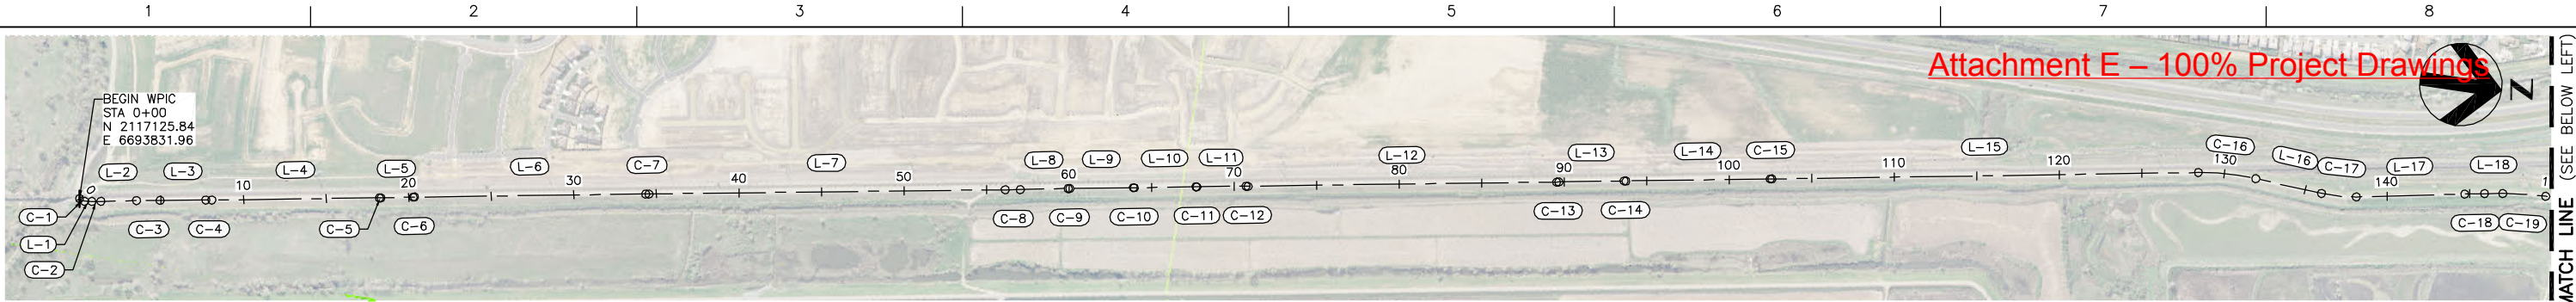 1 2 3 4 5 6 7 8
Attachment E – 100% Project Drawings
N
BEGIN WPIC
STA 0+00
N 2117125.84
E 6693831.96
L-2 L-3 L-4 L-5 L-6 C-7 L-7 L-8 L-9 L-10 L-11 L-12 L-13 L-14 C-15 L-15 C-16 L-16 C-17 L-17 L-18
0 10 20 30 40 50 60 70 80 90 100 110 120 130 140 1
C-1 C-3 C-4 C-5 C-6 C-8 C-9 C-10 C-11 C-12 C-13 C-14 C-18 C-19
L-1
C-2
MATCH LINE (SEE BELOW LEFT)